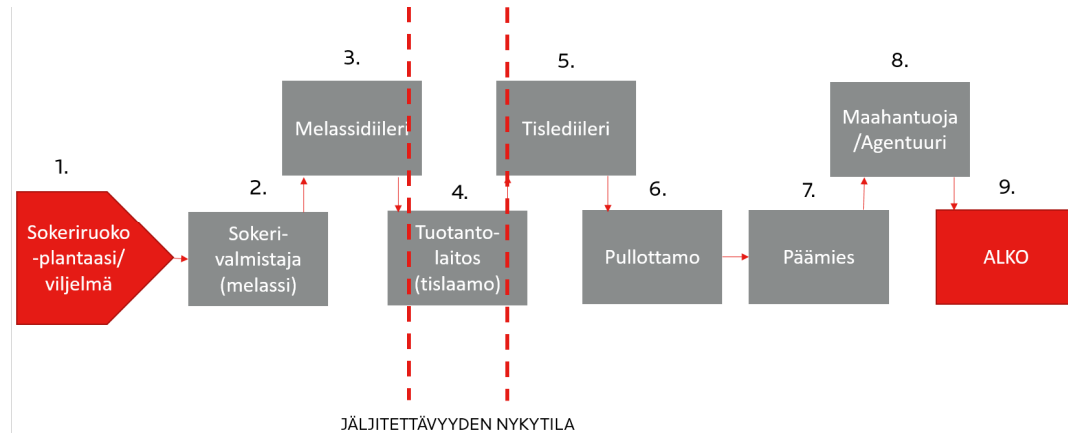 1.
Sokeriruoko
-plantaasi/
viljelmä
2.
Sokeri-
valmistaja
(melassi)
3.
Melassidiileri
4.
Tuotanto-
laitos
(tislaamo)
5.
Tislediileri
6.
Pullottamo
7.
Päämies
8.
Maahantuoja
/Agentuuri
9.
ALKO
JÄLJITETTÄVYYDEN NYKYTILA